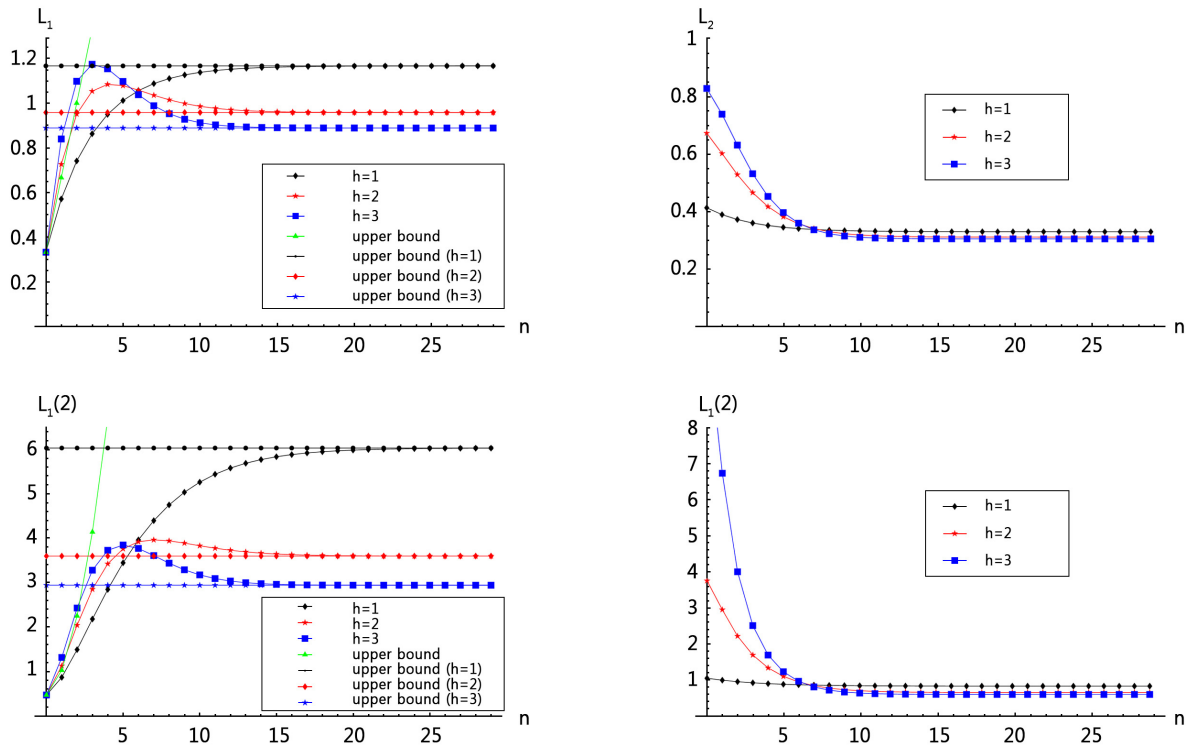 L1
1.2
1
0.8
0.6
0.4
0.2
5 10 15 20 25 n
h=1
h=2
h=3
upper bound
upper bound (h=1)
upper bound (h=2)
upper bound (h=3)
L2
1
0.8
0.6
0.4
0.2
5 10 15 20 25 n
h=1
h=2
h=3
L1(2)
6
5
4
3
2
1
5 10 15 20 25 n
h=1
h=2
h=3
upper bound
upper bound (h=1)
upper bound (h=2)
upper bound (h=3)
L1(2)
8
7
6
5
4
3
2
1
5 10 15 20 25 n
h=1
h=2
h=3